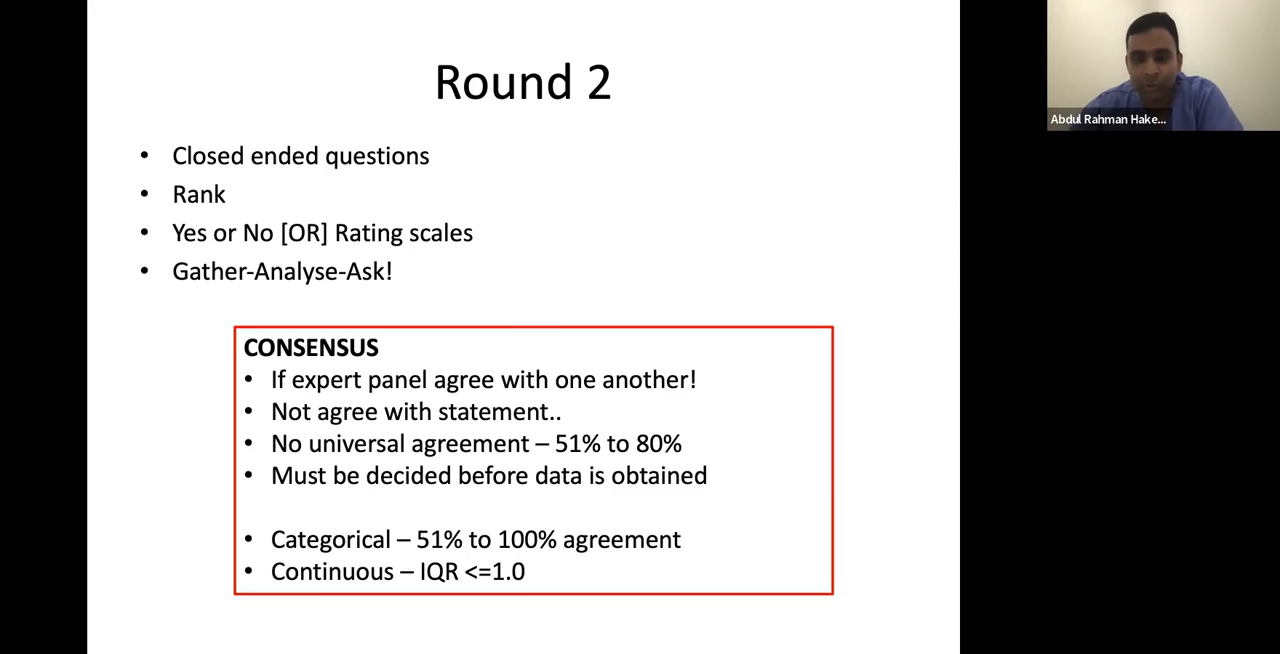 Round 2
• Closed ended questions
• Rank
• Yes or No [OR] Rating scales
• Gather-Analyse-Ask!
CONSENSUS
• If expert panel agree with one another!
• Not agree with statement..
• No universal agreement – 51% to 80%
• Must be decided before data is obtained
• Categorical – 51% to 100% agreement
• Continuous – IQR <=1.0
Abdul Rahman Hake...